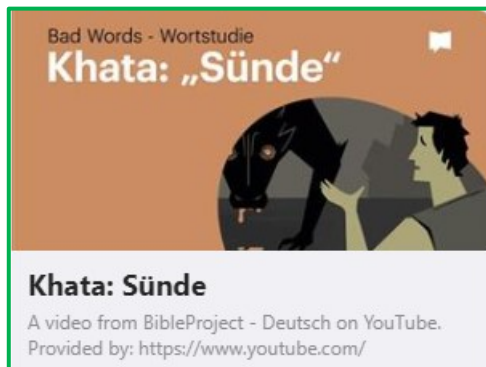 Bad Words - Wortstudie
Khata: „Sünde“
Khata: Sünde
A video from BibleProject - Deutsch on YouTube.
Provided by: https://www.youtube.com/